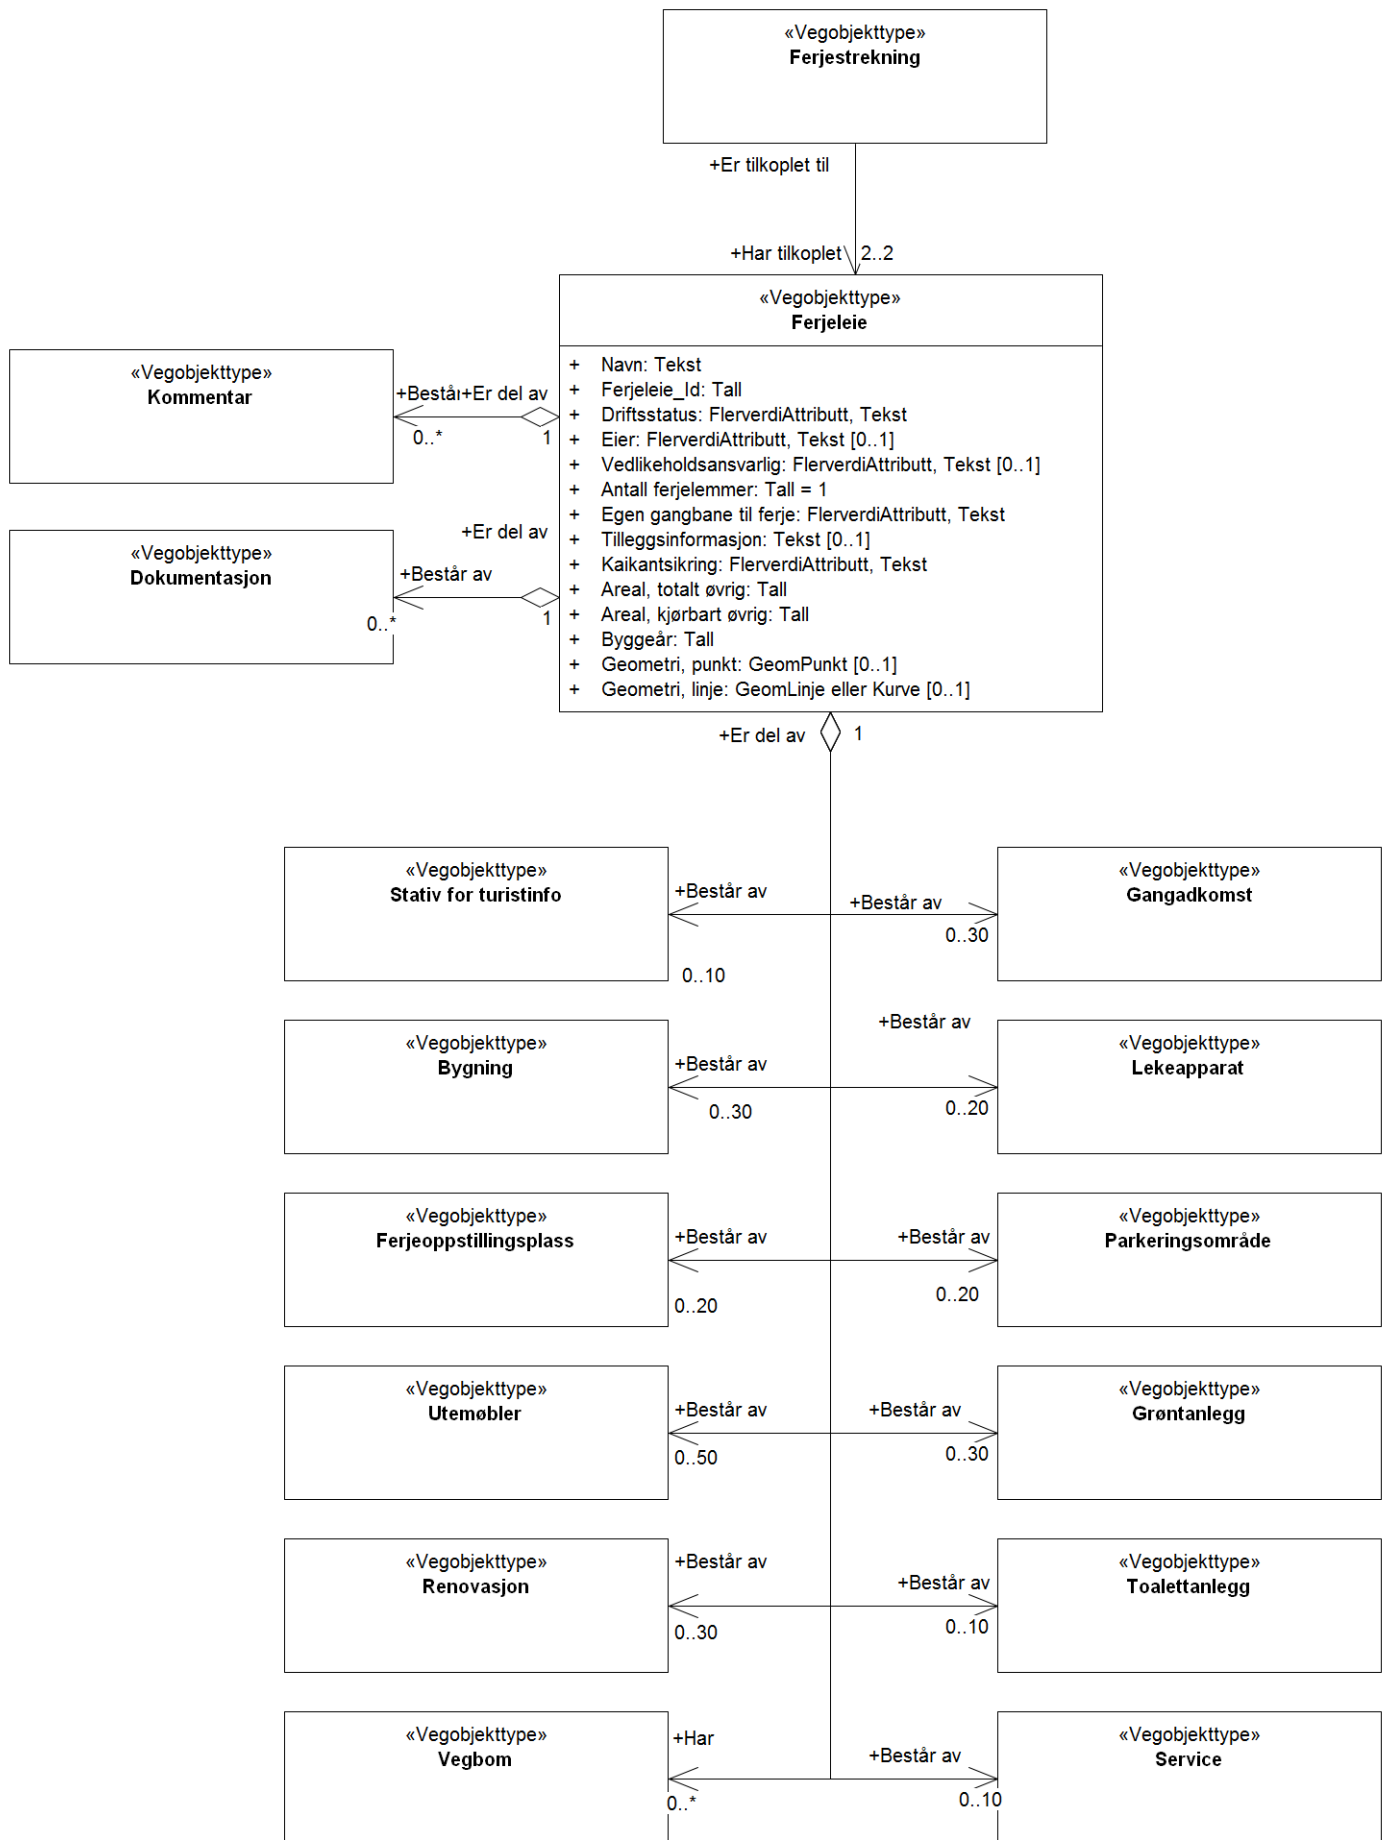 «Vegobjekttype»
Ferjestrekning
+Er tilkoplet til
+Har tilkoplet
2..2
«Vegobjekttype»
Ferjeleie
+ Navn: Tekst
+ Ferjeleie_Id: Tall
+ Driftsstatus: FlerverdiAttributt, Tekst
+ Eier: FlerverdiAttributt, Tekst [0..1]
+ Vedlikeholdsansvarlig: FlerverdiAttributt, Tekst [0..1]
+ Antall ferjelemmer: Tall = 1
+ Egen gangbane til ferje: FlerverdiAttributt, Tekst
+ Tilleggsinformasjon: Tekst [0..1]
+ Kaikantsikring: FlerverdiAttributt, Tekst
+ Areal, totalt øvrig: Tall
+ Areal, kjørbart øvrig: Tall
+ Byggeår: Tall
+ Geometri, punkt: GeomPunkt [0..1]
+ Geometri, linje: GeomLinje eller Kurve [0..1]
«Vegobjekttype»
Kommentar
+Består+Er del av
0..*
1
«Vegobjekttype»
Dokumentasjon
+Er del av
+Består av
0..*
1
+Er del av
1
«Vegobjekttype»
Stativ for turistinfo
+Består av
0..10
+Består av
0..30
«Vegobjekttype»
Gangadkomst
«Vegobjekttype»
Bygning
+Består av
0..30
+Består av
0..20
«Vegobjekttype»
Lekeapparat
«Vegobjekttype»
Ferjeoppstillingsplass
+Består av
0..20
+Består av
0..20
«Vegobjekttype»
Parkeringsområde
«Vegobjekttype»
Utemøbler
+Består av
0..50
+Består av
0..30
«Vegobjekttype»
Grøntanlegg
«Vegobjekttype»
Renovasjon
+Består av
0..30
+Består av
0..10
«Vegobjekttype»
Toalettanlegg
«Vegobjekttype»
Vegbom
+Har
0..*
+Består av
0..10
«Vegobjekttype»
Service